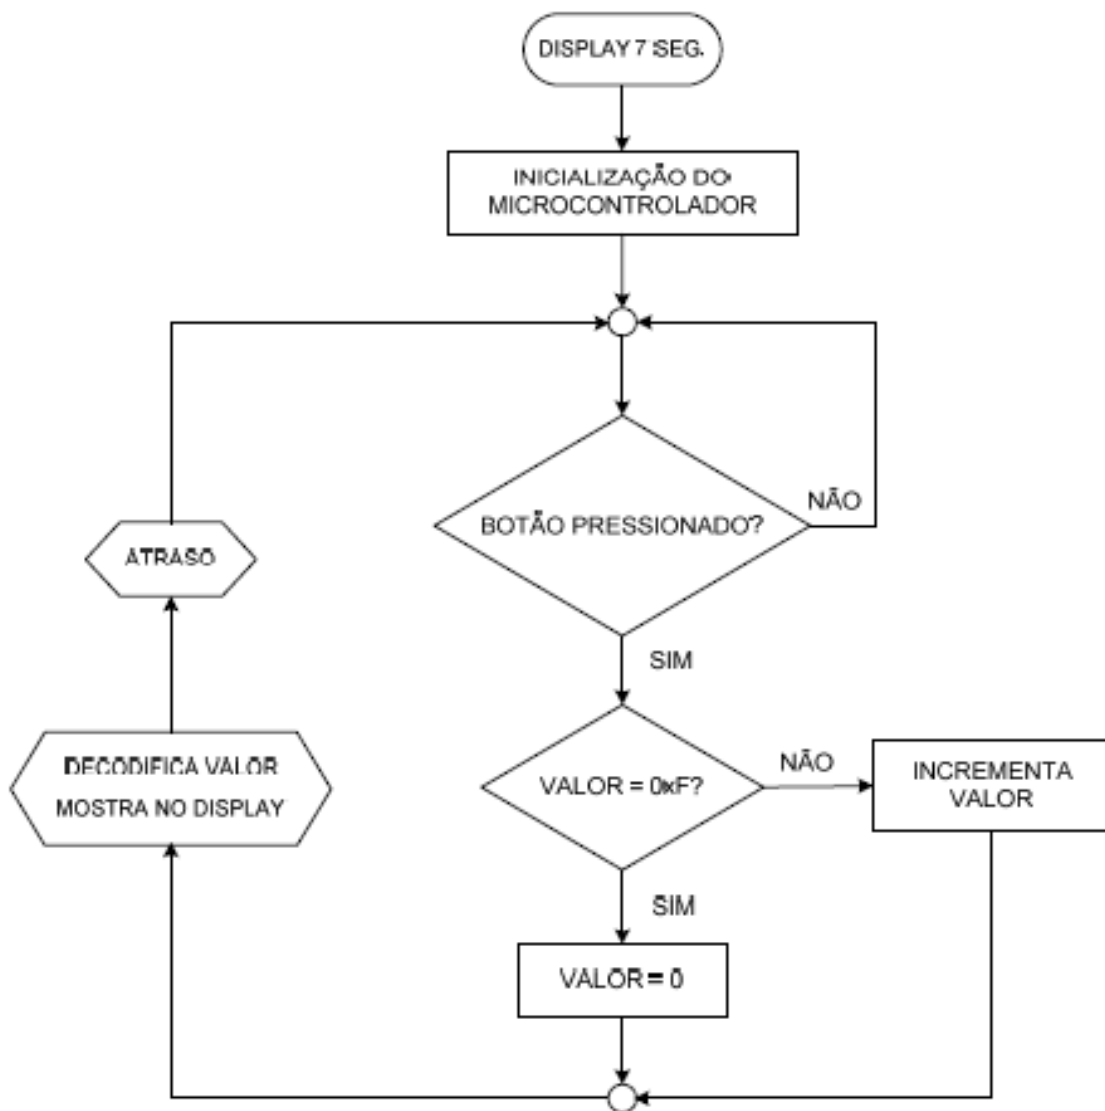 DISPLAY 7 SEG.
INICIALIZAÇÃO DO
MICROCONTROLADOR
BOTÃO PRESSIONADO?
NÃO
SIM
ATRASO
VALOR = 0xF?
NÃO
INCREMENTA
VALOR
DECODIFICA VALOR
MOSTRA NO DISPLAY
SIM
VALOR = 0